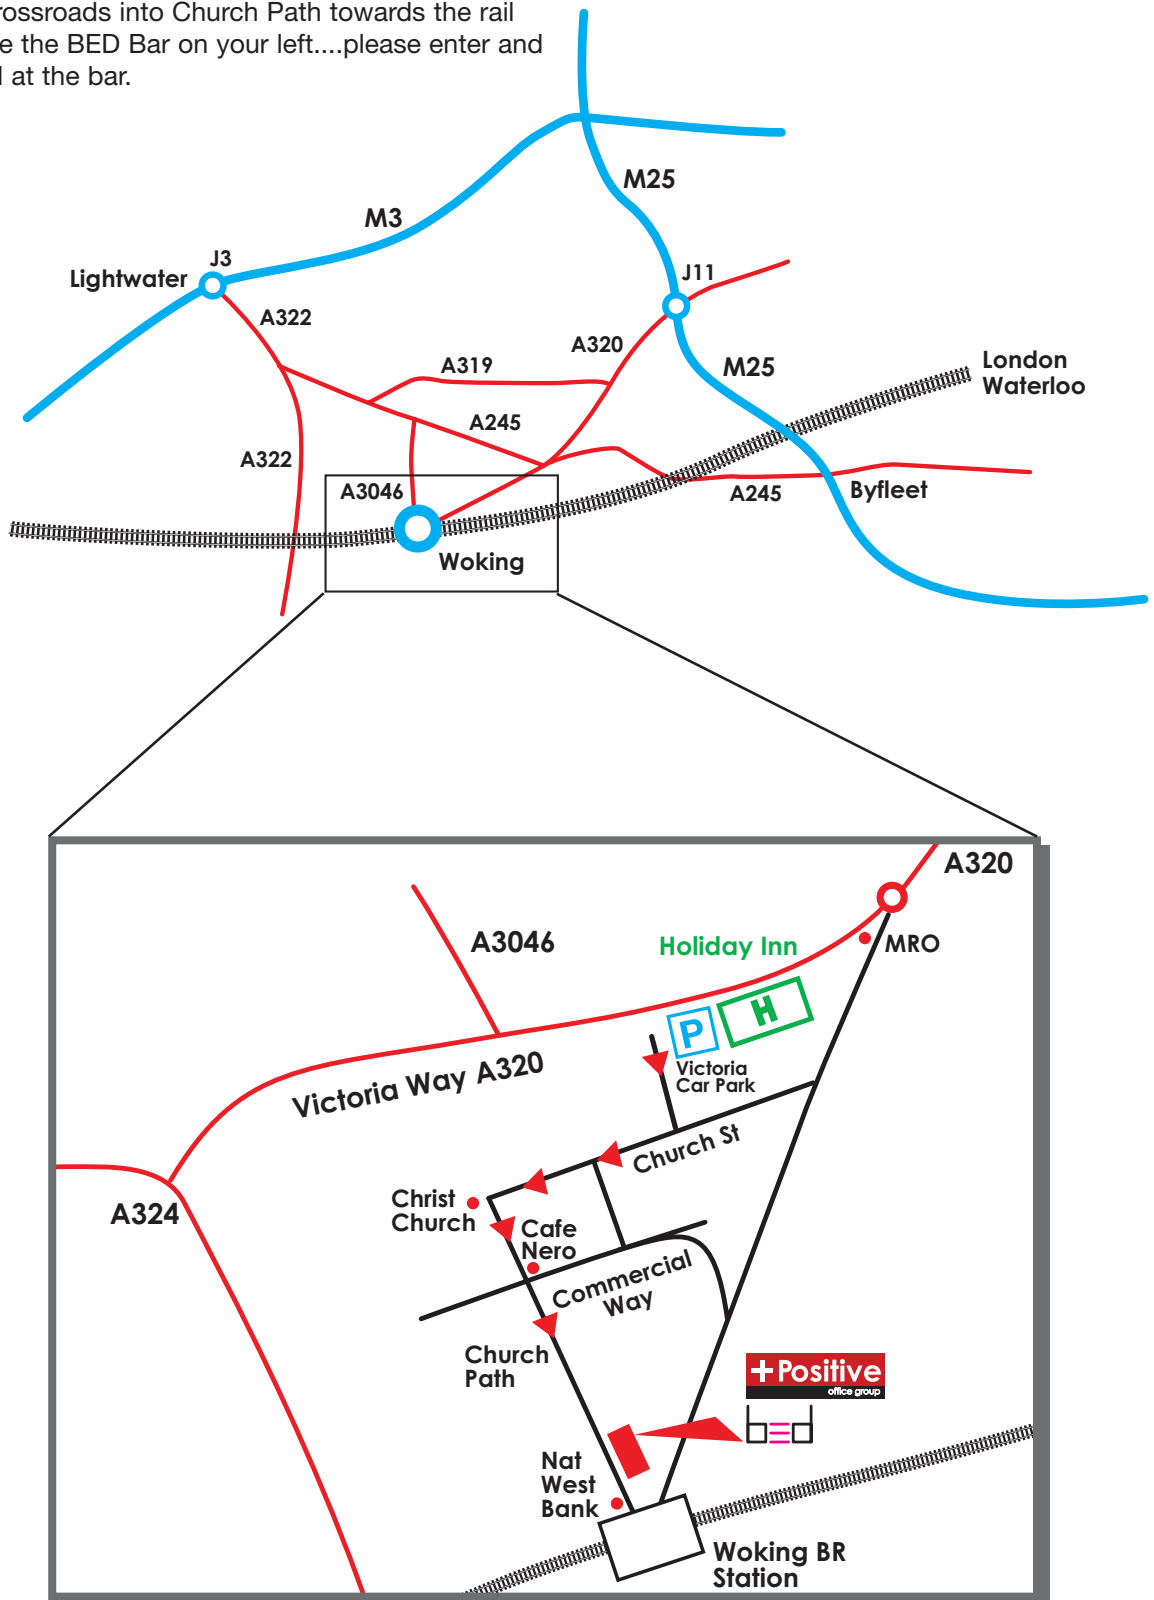 rossroads into Church Path towards the rail
e the BED Bar on your left....please enter and
at the bar.
M25
M3
J3
Lightwater
J11
A322
A320
A319
M25
London
Waterloo
A245
A322
A3046
A245
Byfleet
Woking
A320
A3046
Holiday Inn
MRO
H
P
Victoria
Car Park
Victoria Way A320
Church St
Christ
Church
A324
Cafe
Nero
Commercial
Way
Church
Path
+Positive
office group
bed
Nat
West
Bank
Woking BR
Station